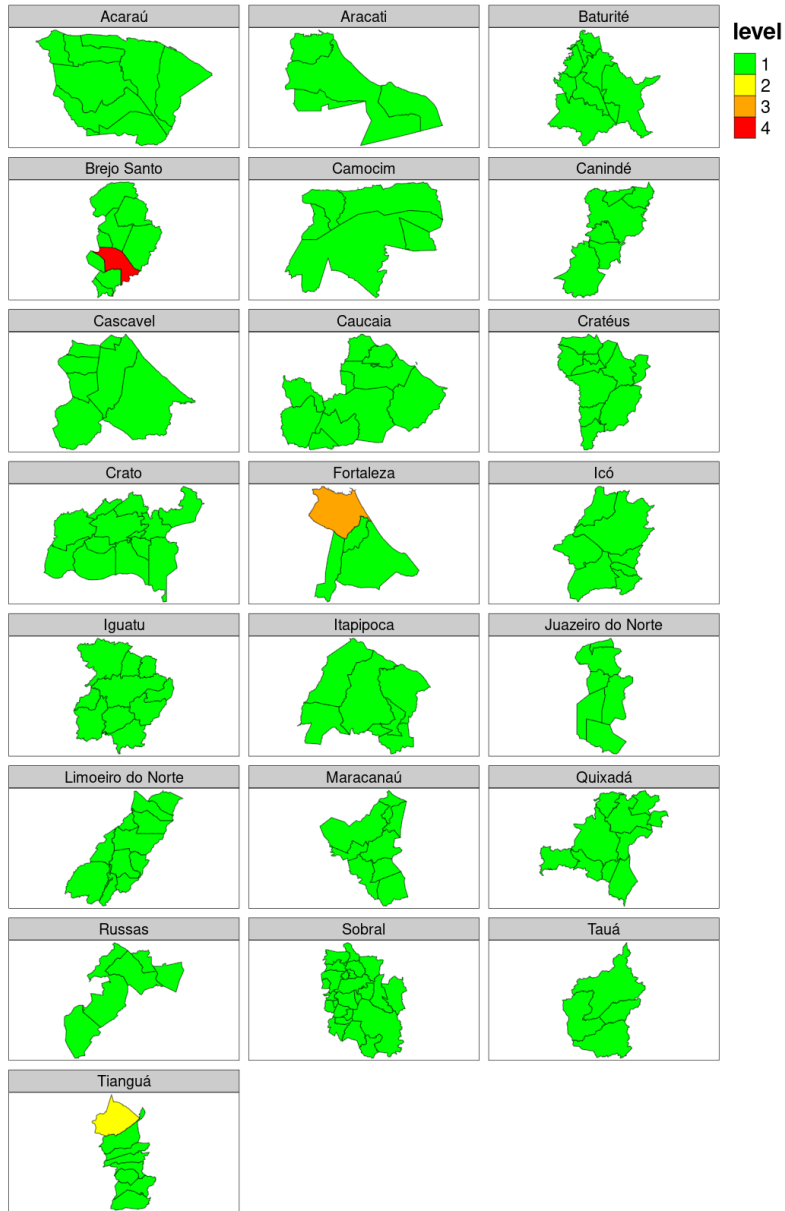 Acaraú
Aracati
Baturité
level
1
2
3
4
Brejo Santo
Camocim
Canindé
Cascavel
Caucaia
Cratéus
Crato
Fortaleza
Icó
Iguatu
Itapipoca
Juazeiro do Norte
Limoeiro do Norte
Maracanaú
Quixadá
Russas
Sobral
Tauá
Tianguá